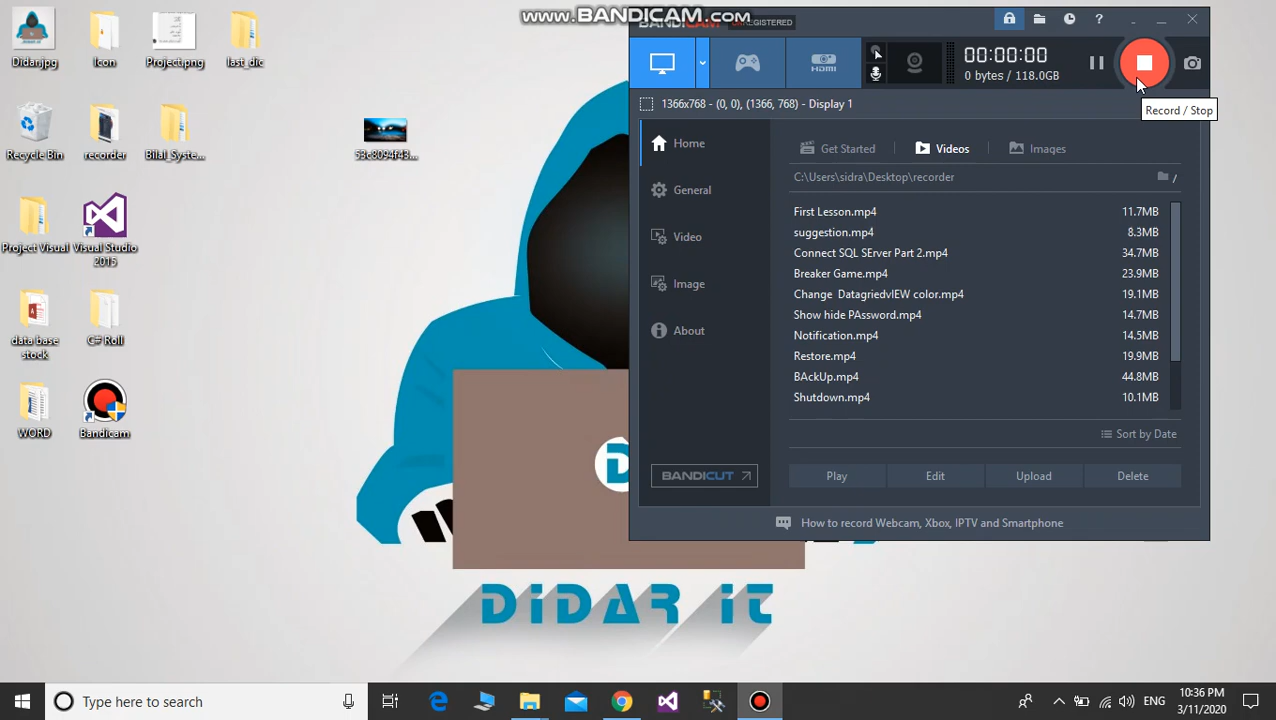 www.BANDICAM.com
UNREGISTERED
Didar.jpg
Icon
Project.png
last_dic
00:00:00
0 bytes / 118.0GB
HDMI
Record / Stop
1366x768 - (0, 0), (1366, 768) - Display 1
Recycle Bin
recorder
Bilal_Syste...
53c8094f43...
Home
General
Video
Image
About
Get Started
Videos
Images
C:\Users\sidra\Desktop\recorder
First Lesson.mp4 11.7MB
suggestion.mp4 8.3MB
Connect SQL SErver Part 2.mp4 34.7MB
Breaker Game.mp4 23.9MB
Change DatagriedvIEW color.mp4 19.1MB
Show hide PAssword.mp4 14.7MB
Notification.mp4 14.5MB
Restore.mp4 19.9MB
BAckUp.mp4 44.8MB
Shutdown.mp4 10.1MB
Sort by Date
Project Visual
Visual Studio
2015
data base
stock
C# Roll
WORD
Bandicam
BANDICUT
Play
Edit
Upload
Delete
How to record Webcam, Xbox, IPTV and Smartphone
DiDAR iT
Type here to search
ENG
10:36 PM
3/11/2020